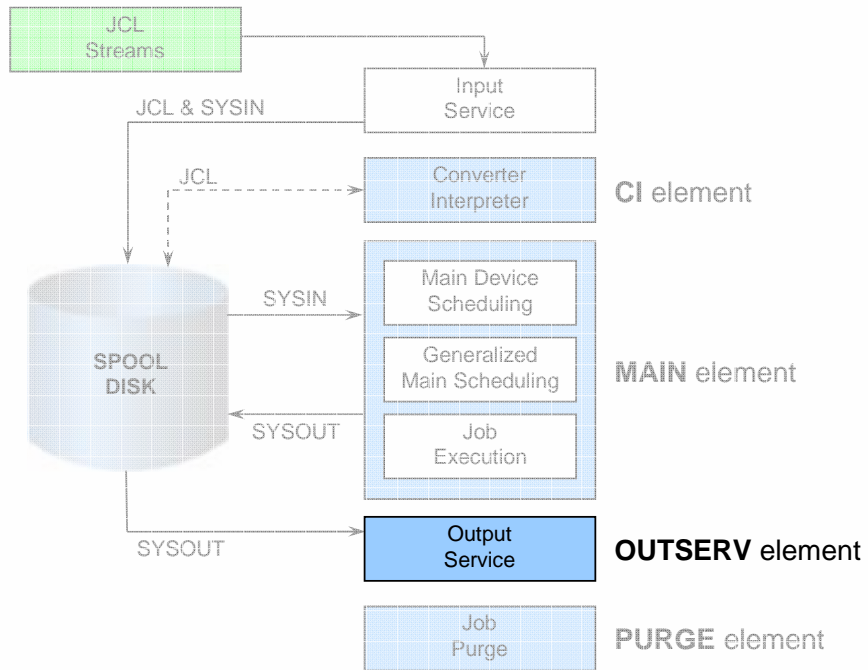 JCL
Streams
Input
Service
JCL & SYSIN
JCL
Converter
Interpreter
CI element
SYSIN
Main Device
Scheduling
Generalized
Main Scheduling
MAIN element
SPOOL
DISK
SYSOUT
Job
Execution
SYSOUT
Output
Service
OUTSERV element
Job
Purge
PURGE element